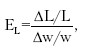 E_L = ΔL/L / Δw/w,